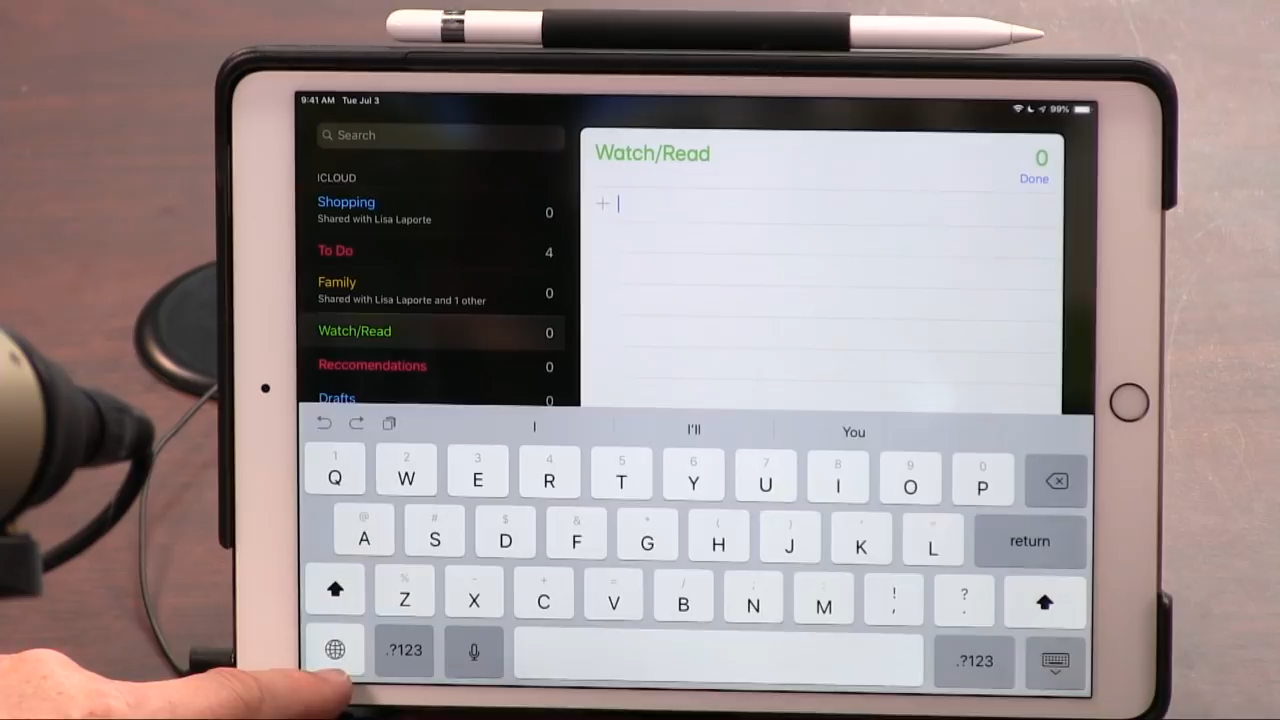 9:41 AM Tue Jul 3
99%
Search
ICLOUD
Shopping 0
Shared with Lisa Laporte
To Do 4
Family 0
Shared with Lisa Laporte and 1 other
Watch/Read 0
Reccomendations 0
Drafts 0
Watch/Read 0
Done
+
I I'll You
1 2 3 4 5 6 7 8 9 0
Q W E R T Y U I O P
@ # $ & * ( ) ' "
A S D F G H J K L return
% - + = / ; : ! ?
Z X C V B N M , .
.?123 .?123